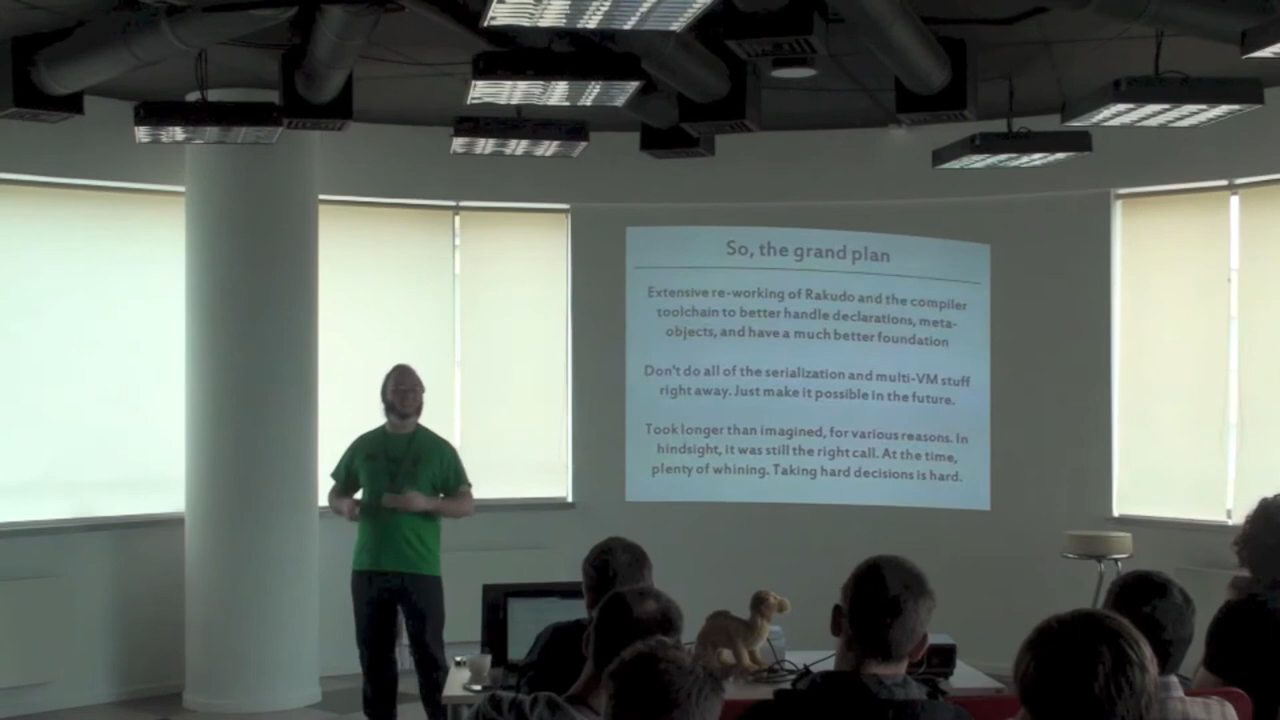 So, the grand plan
Extensive re-working of Rakudo and the compiler
toolchain to better handle declarations, meta-
objects, and have a much better foundation
Don't do all of the serialization and multi-VM stuff
right away. Just make it possible in the future.
Took longer than imagined, for various reasons. In
hindsight, it was still the right call. At the time,
plenty of whining. Taking hard decisions is hard.